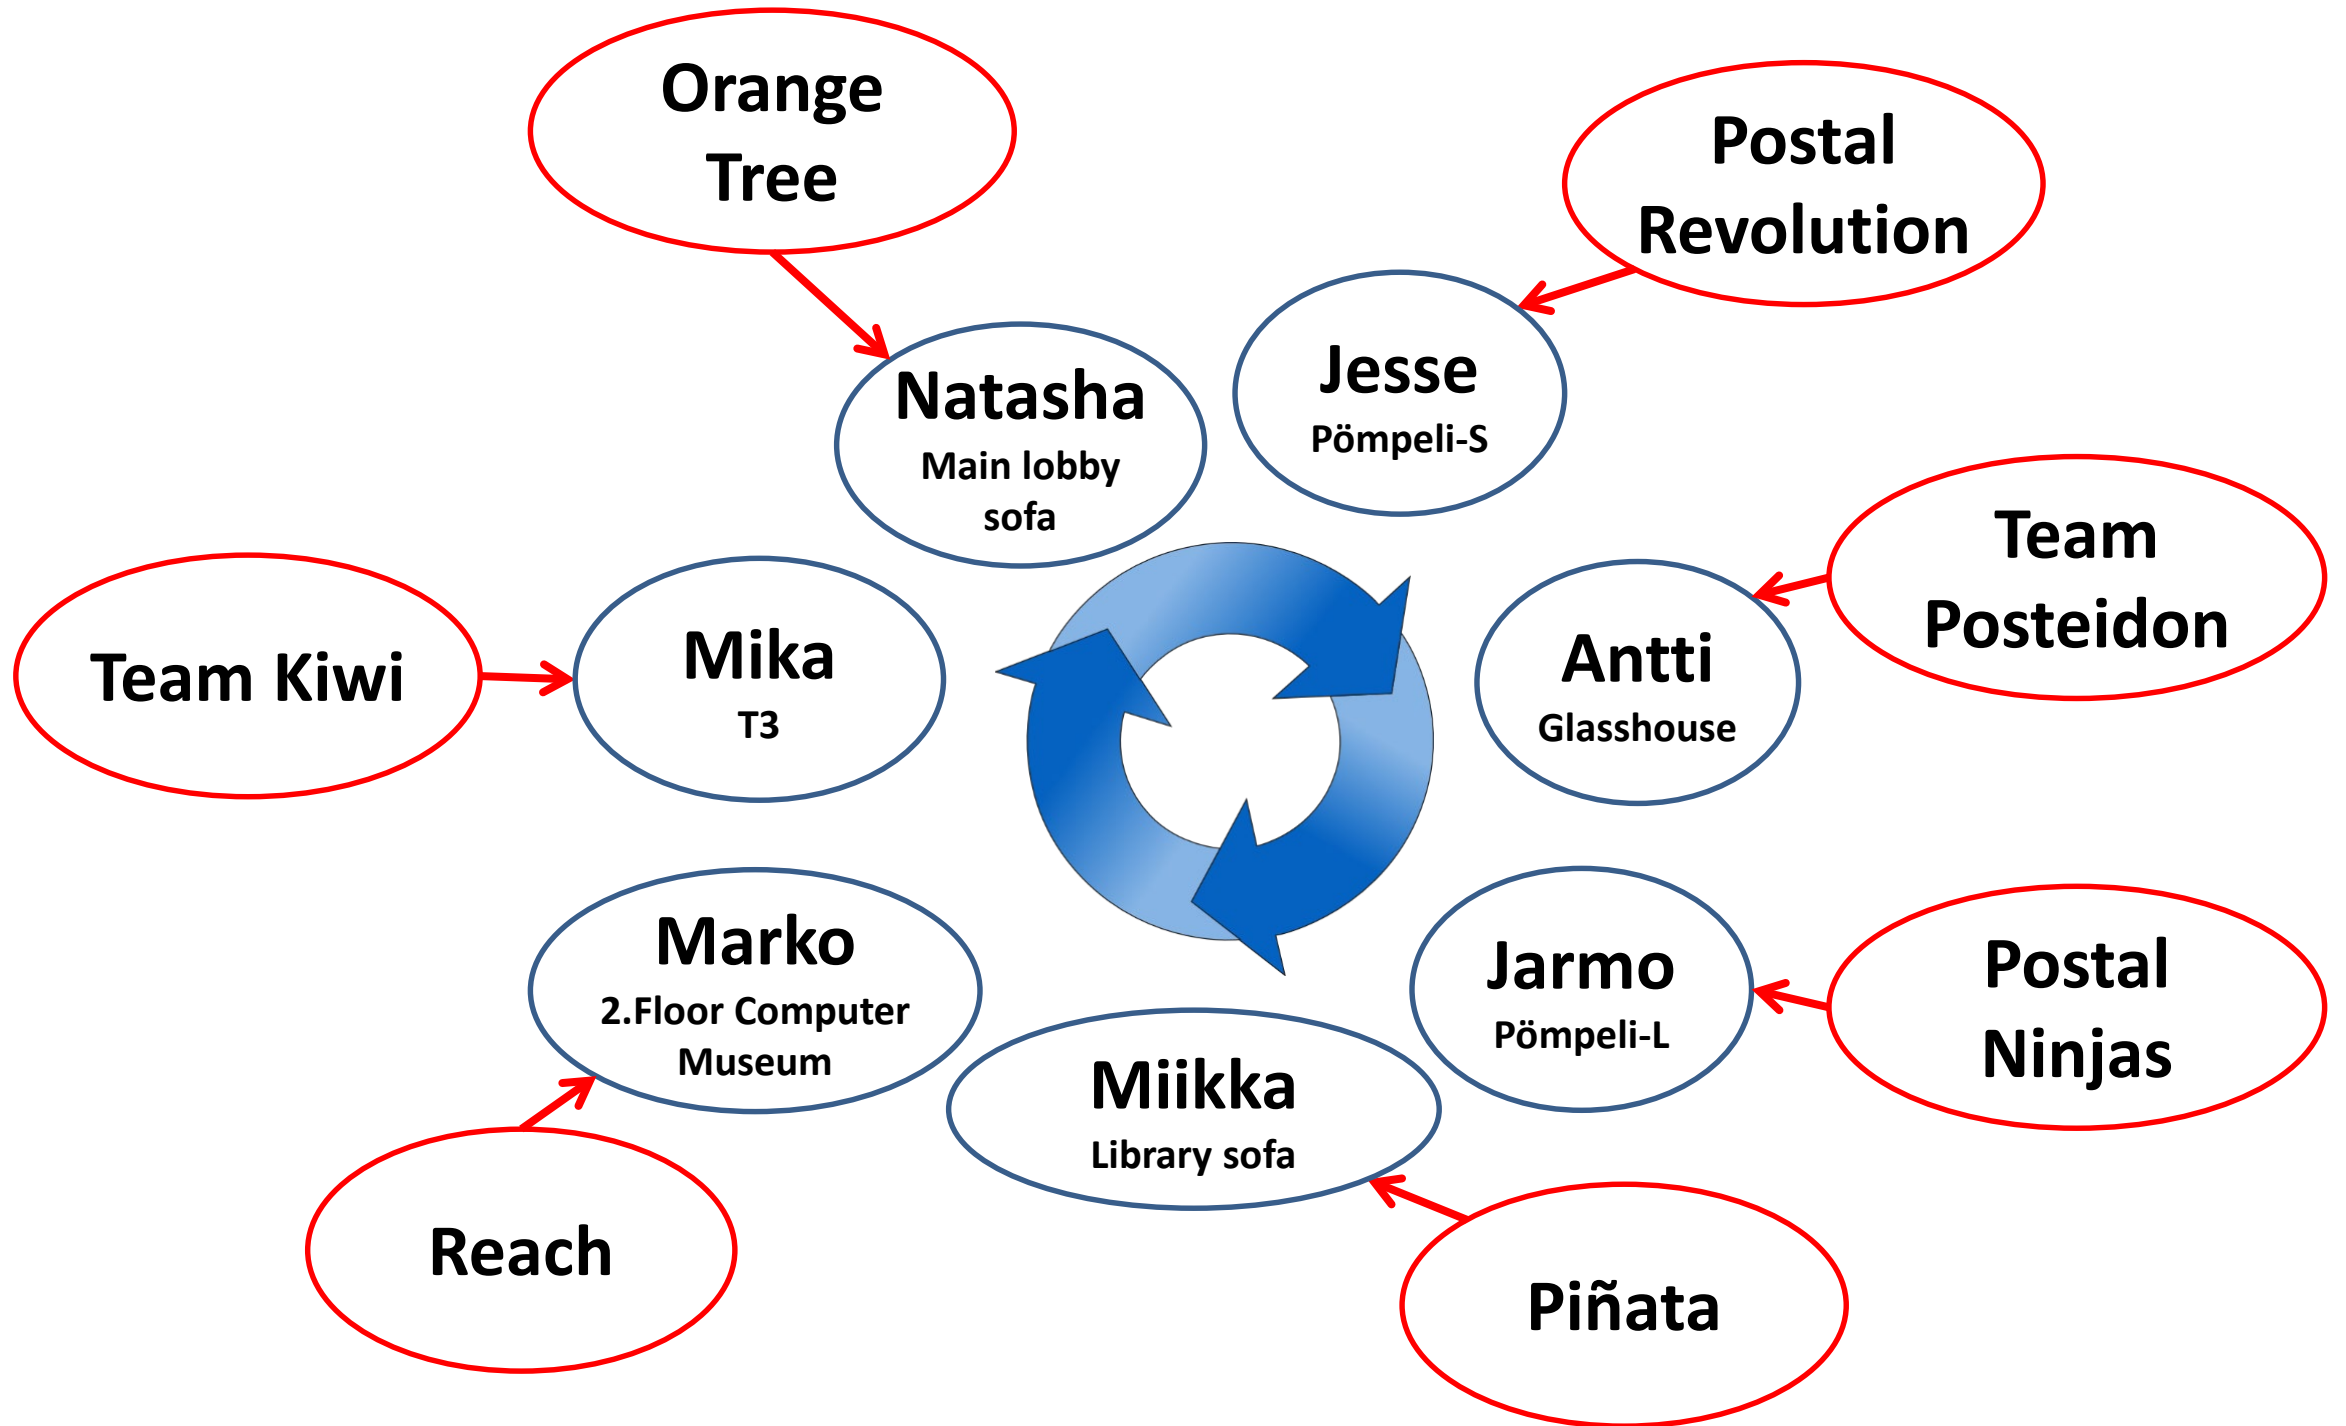 Orange
Tree
Postal
Revolution
Natasha
Main lobby
sofa
Jesse
Pömpeli-S
Team
Posteidon
Team Kiwi
Mika
T3
Antti
Glasshouse
Marko
2.Floor Computer
Museum
Jarmo
Pömpeli-L
Postal
Ninjas
Miikka
Library sofa
Reach
Piñata